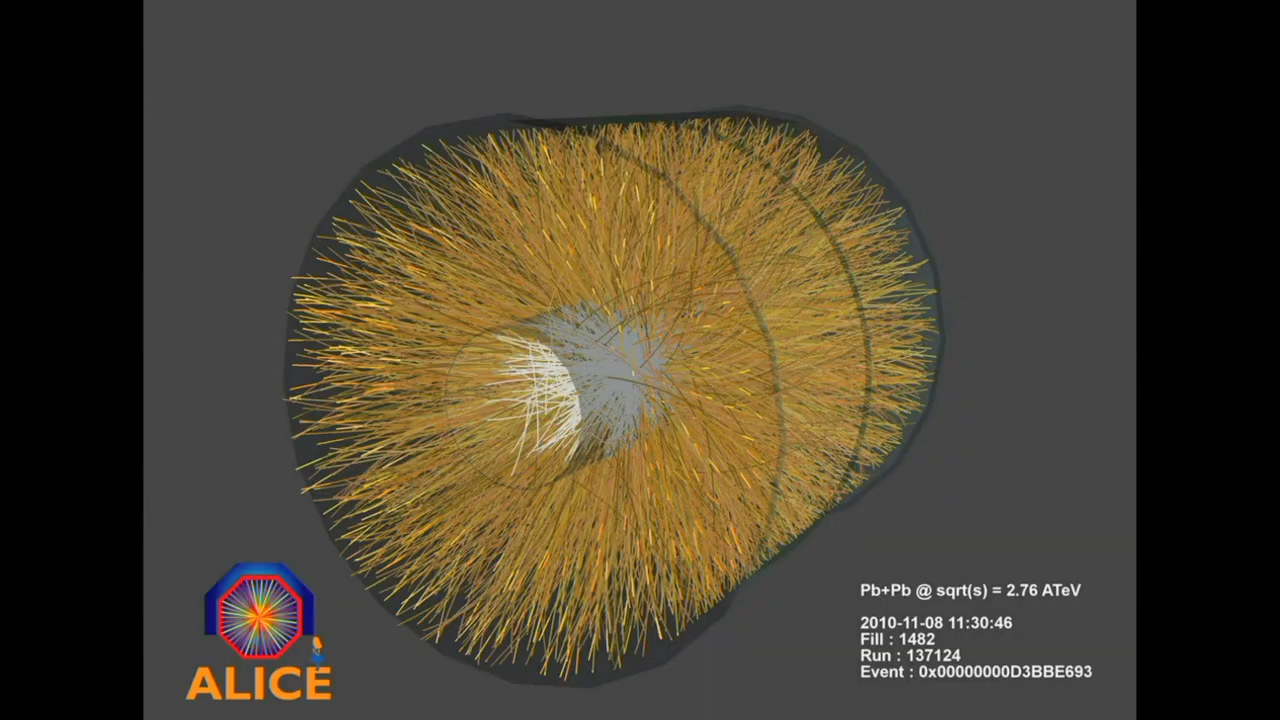 Pb+Pb @ sqrt(s) = 2.76 ATeV
2010-11-08 11:30:46
Fill : 1482
Run : 137124
Event : 0x00000000D3BBE693
ALICE